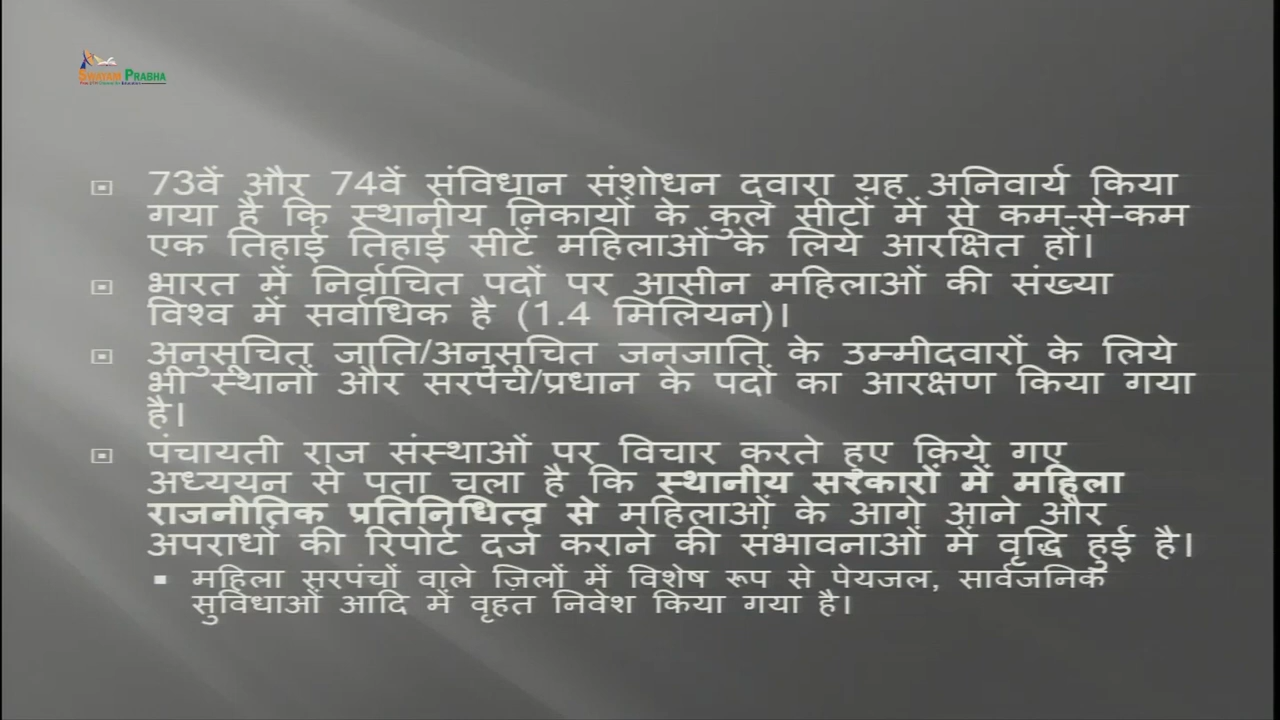 SWAYAM PRABHA
73वें और 74वें संविधान संशोधन द्वारा यह अनिवार्य किया
गया है कि स्थानीय निकायों के कुल सीटों में से कम-से-कम
एक तिहाई तिहाई सीटें महिलाओं के लिये आरक्षित हों।
भारत में निर्वाचित पदों पर आसीन महिलाओं की संख्या
विश्व में सर्वाधिक है (1.4 मिलियन)।
अनुसूचित जाति/अनुसूचित जनजाति के उम्मीदवारों के लिये
भी स्थानों और सरपंच/प्रधान के पदों का आरक्षण किया गया
है।
पंचायती राज संस्थाओं पर विचार करते हुए किये गए
अध्ययन से पता चला है कि स्थानीय सरकारों में महिला
राजनीतिक प्रतिनिधित्व से महिलाओं के आगे आने और
अपराधों की रिपोर्ट दर्ज कराने की संभावनाओं में वृद्धि हुई है।
महिला सरपंचों वाले ज़िलों में विशेष रूप से पेयजल, सार्वजनिक
सुविधाओं आदि में वृहत निवेश किया गया है।